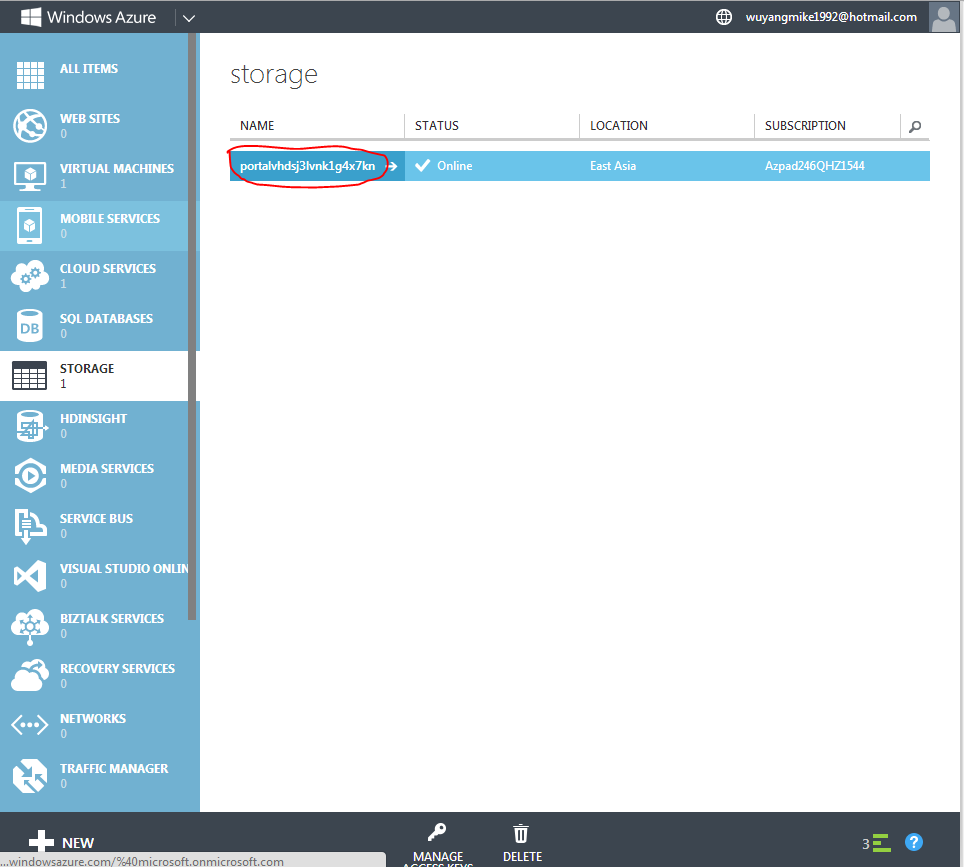 Windows Azure
wuyangmike1992@hotmail.com
ALL ITEMS
WEB SITES
0
VIRTUAL MACHINES
1
MOBILE SERVICES
0
CLOUD SERVICES
1
SQL DATABASES
0
DB
STORAGE
1
HDINSIGHT
0
MEDIA SERVICES
0
SERVICE BUS
0
VISUAL STUDIO ONLIN
0
BIZTALK SERVICES
0
RECOVERY SERVICES
0
NETWORKS
0
TRAFFIC MANAGER
0
storage
NAME STATUS LOCATION SUBSCRIPTION
portalvhdsj3lvnk1g4x7kn Online East Asia Azpad246QHZ1544
NEW
MANAGE
ACCESS KEYS
DELETE
3
?
...windowsazure.com/%40microsoft.onmicrosoft.com